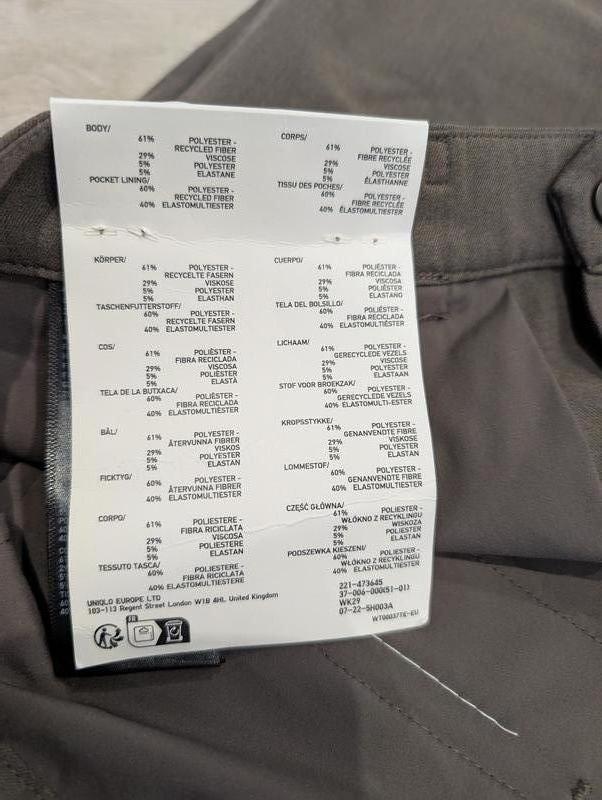 BODY/
61% POLYESTER -
RECYCLED FIBER
29% VISCOSE
5% POLYESTER
5% ELASTANE
POCKET LINING/
60% POLYESTER -
RECYCLED FIBER
40% ELASTOMULTIESTER
CORPS/
61% POLYESTER -
FIBRE RECYCLÉE
29% VISCOSE
5% POLYESTER
5% ÉLASTHANNE
TISSU DES POCHES/
60% POLYESTER -
FIBRE RECYCLÉE
40% ÉLASTOMULTIESTER
KÖRPER/
61% POLYESTER -
RECYCELTE FASERN
29% VISKOSE
5% POLYESTER
5% ELASTHAN
TASCHENFUTTERSTOFF/
60% POLYESTER -
RECYCELTE FASERN
40% ELASTOMULTIESTER
CUERPO/
61% POLIÉSTER -
FIBRA RECICLADA
29% VISCOSA
5% POLIÉSTER
5% ELASTANO
TELA DEL BOLSILLO/
60% POLIÉSTER -
FIBRA RECICLADA
40% ELASTOMULTIÉSTER
COS/
61% POLIÈSTER -
FIBRA RECICLADA
29% VISCOSA
5% POLIÈSTER
5% ELASTÀ
TELA DE LA BUTXACA/
60% POLIÈSTER -
FIBRA RECICLADA
40% ELASTOMULTIÈSTER
LICHAAM/
61% POLYESTER -
GERECYCLEDE VEZELS
29% VISCOSE
5% POLYESTER
5% ELASTAAN
STOF VOOR BROEKZAK/
60% POLYESTER -
GERECYCLEDE VEZELS
40% ELASTOMULTI-ESTER
BÅL/
61% POLYESTER -
ÅTERVUNNA FIBRER
29% VISKOS
5% POLYESTER
5% ELASTAN
FICKTYG/
60% POLYESTER -
ÅTERVUNNA FIBRER
40% ELASTOMULTIESTER
KROPSSTYKKE/
61% POLYESTER -
GENANVENDTE FIBRE
29% VISKOSE
5% POLYESTER
5% ELASTAN
LOMMESTOF/
60% POLYESTER -
GENANVENDTE FIBRE
40% ELASTOMULTIESTER
CORPO/
61% POLIESTERE -
FIBRA RICICLATA
29% VISCOSA
5% POLIESTERE
5% ELASTAN
TESSUTO TASCA/
60% POLIESTERE -
FIBRA RICICLATA
40% ELASTOMULTIESTERE
CZĘŚĆ GŁÓWNA/
61% POLIESTER -
WŁÓKNO Z RECYKLINGU
29% WISKOZA
5% POLIESTER
5% ELASTAN
PODSZEWKA KIESZENI/
60% POLIESTER -
WŁÓKNO Z RECYKLINGU
40% ELASTOMULTIESTER
UNIQLO EUROPE LTD
103-113 Regent Street London W1B 4HL United Kingdom
FR
221-473645
37-006-000(51-01)
WK29
07-22-5H003A
WT00037TE-EU